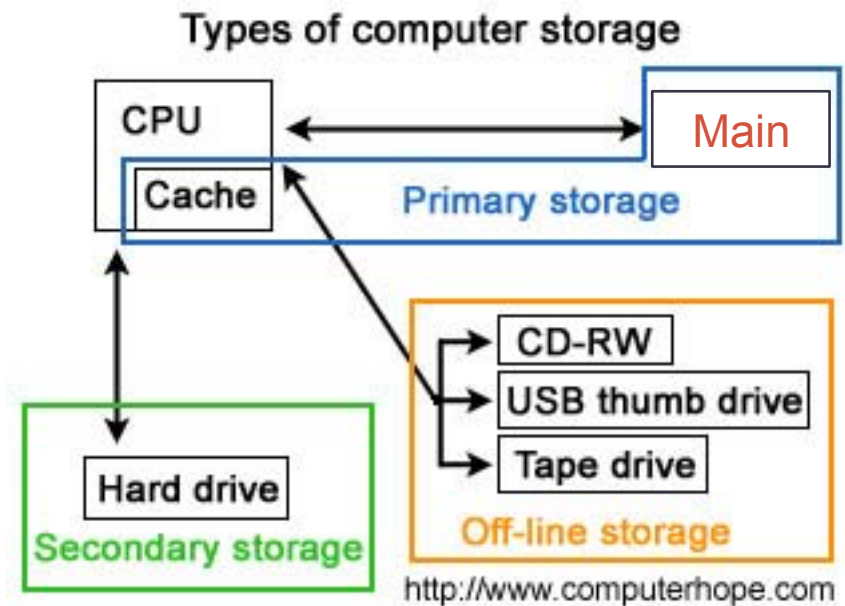 Types of computer storage
CPU
Main
Cache
Primary storage
CD-RW
USB thumb drive
Tape drive
Hard drive
Off-line storage
Secondary storage
http://www.computerhope.com